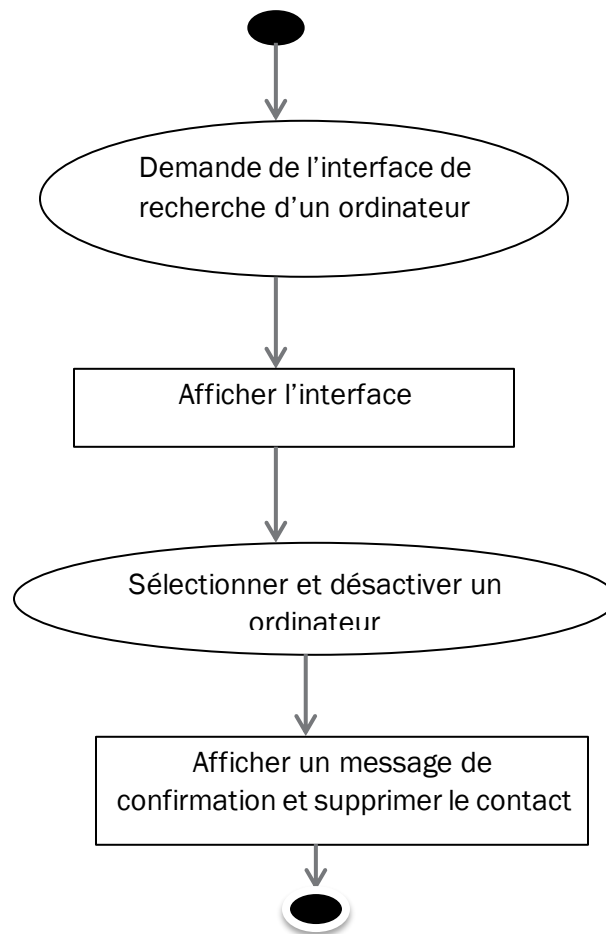 Demande de l’interface de
recherche d’un ordinateur
Afficher l’interface
Sélectionner et désactiver un
ordinateur
Afficher un message de
confirmation et supprimer le contact